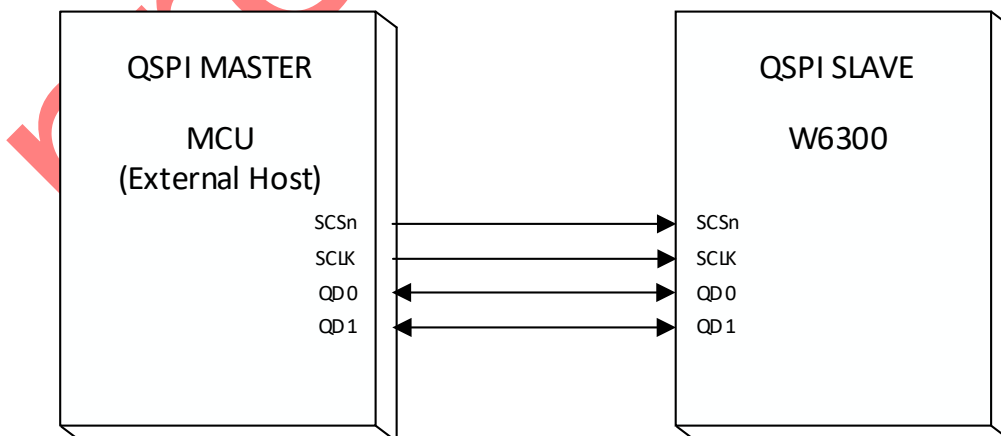 QSPI MASTER
MCU
(External Host)
SCSn
SCLK
QD0
QD1
QSPI SLAVE
W6300
SCSn
SCLK
QD0
QD1